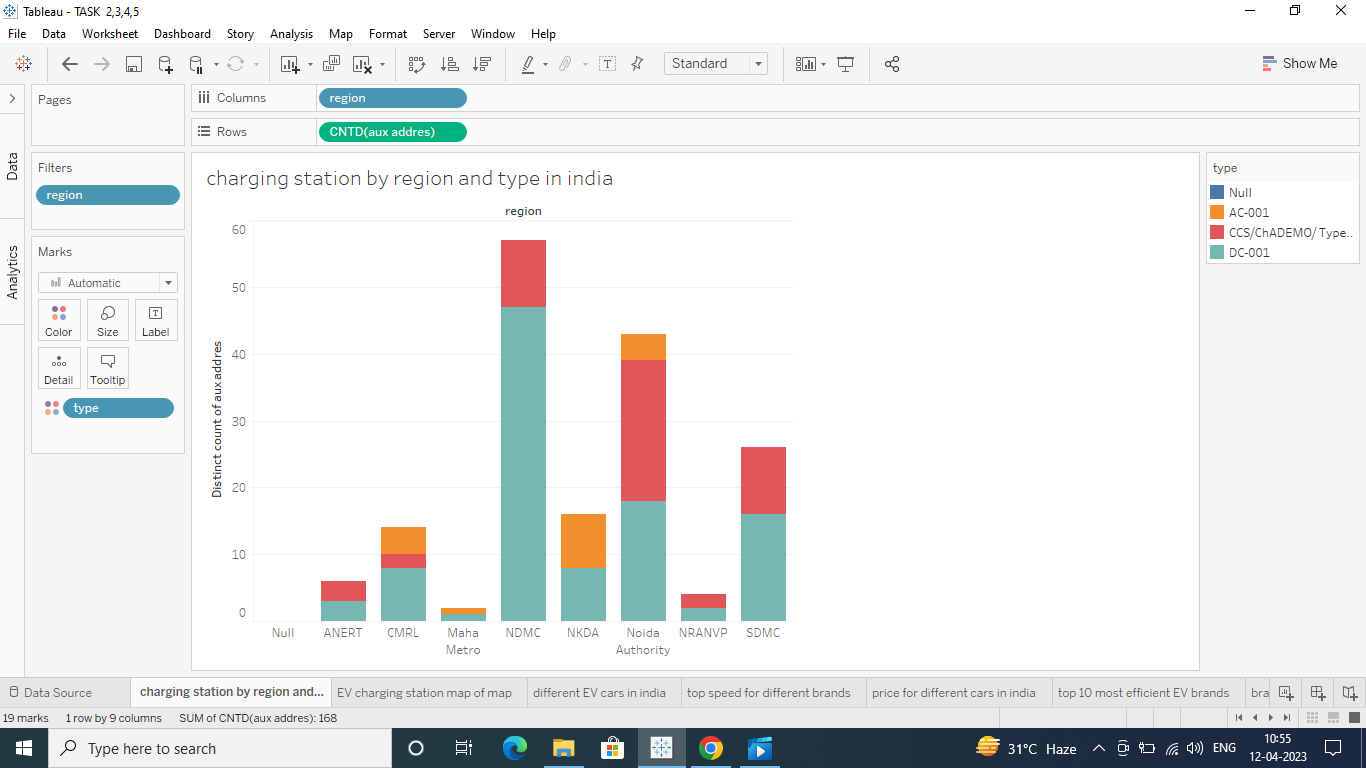 Tableau - TASK 2,3,4,5
File Data Worksheet Dashboard Story Analysis Map Format Server Window Help
Standard
Show Me
Pages
Columns
region
Rows
CNTD(aux addres)
Data
Analytics
Filters
region
Marks
Automatic
Color Size Label
Detail Tooltip
type
charging station by region and type in india
region
Distinct count of aux addres
60
50
40
30
20
10
0
Null ANERT CMRL Maha Metro NDMC NKDA Noida Authority NRANVP SDMC
type
Null
AC-001
CCS/ChADEMO/ Type..
DC-001
Data Source charging station by region and... EV charging station map of map different EV cars in india top speed for different brands price for different cars in india top 10 most efficient EV brands bra
19 marks 1 row by 9 columns SUM of CNTD(aux addres): 168
Type here to search
31°C Haze
ENG
10:55
12-04-2023